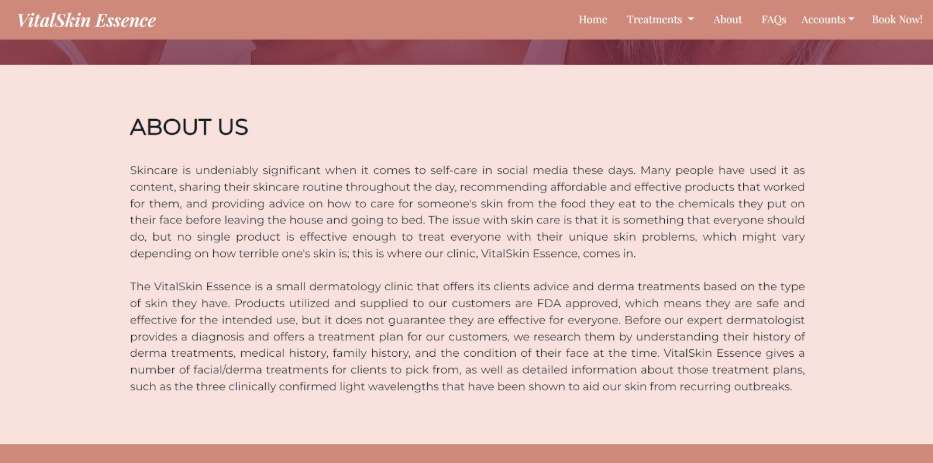 VitalSkin Essence
Home Treatments About FAQs Accounts Book Now!
ABOUT US
Skincare is undeniably significant when it comes to self-care in social media these days. Many people have used it as
content, sharing their skincare routine throughout the day, recommending affordable and effective products that worked
for them, and providing advice on how to care for someone's skin from the food they eat to the chemicals they put on
their face before leaving the house and going to bed. The issue with skin care is that it is something that everyone should
do, but no single product is effective enough to treat everyone with their unique skin problems, which might vary
depending on how terrible one's skin is; this is where our clinic, VitalSkin Essence, comes in.
The VitalSkin Essence is a small dermatology clinic that offers its clients advice and derma treatments based on the type
of skin they have. Products utilized and supplied to our customers are FDA approved, which means they are safe and
effective for the intended use, but it does not guarantee they are effective for everyone. Before our expert dermatologist
provides a diagnosis and offers a treatment plan for our customers, we research them by understanding their history of
derma treatments, medical history, family history, and the condition of their face at the time. VitalSkin Essence gives a
number of facial/derma treatments for clients to pick from, as well as detailed information about those treatment plans,
such as the three clinically confirmed light wavelengths that have been shown to aid our skin from recurring outbreaks.